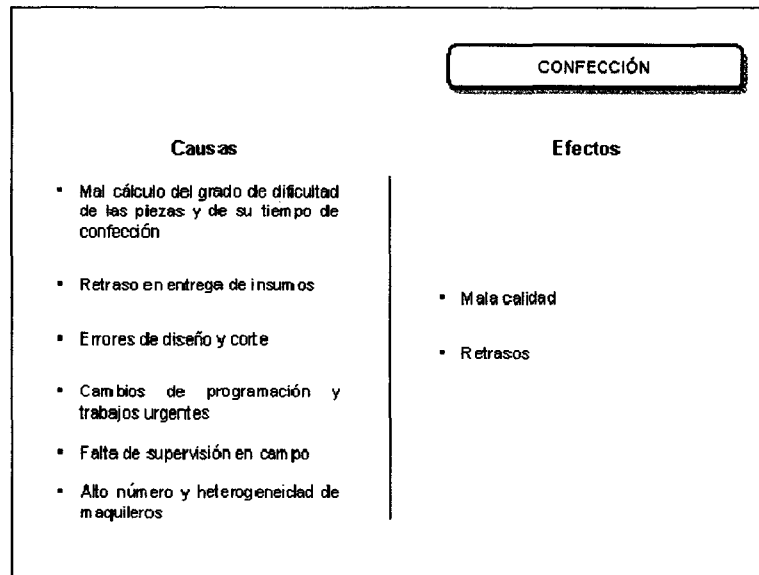 CONFECCIÓN
Causas
▪ Mal cálculo del grado de dificultad
de las piezas y de su tiempo de
confección
▪ Retraso en entrega de insumos
▪ Errores de diseño y corte
▪ Cambios de programación y
trabajos urgentes
▪ Falta de supervisión en campo
▪ Alto número y heterogeneidad de
maquileros
Efectos
▪ Mala calidad
▪ Retrasos